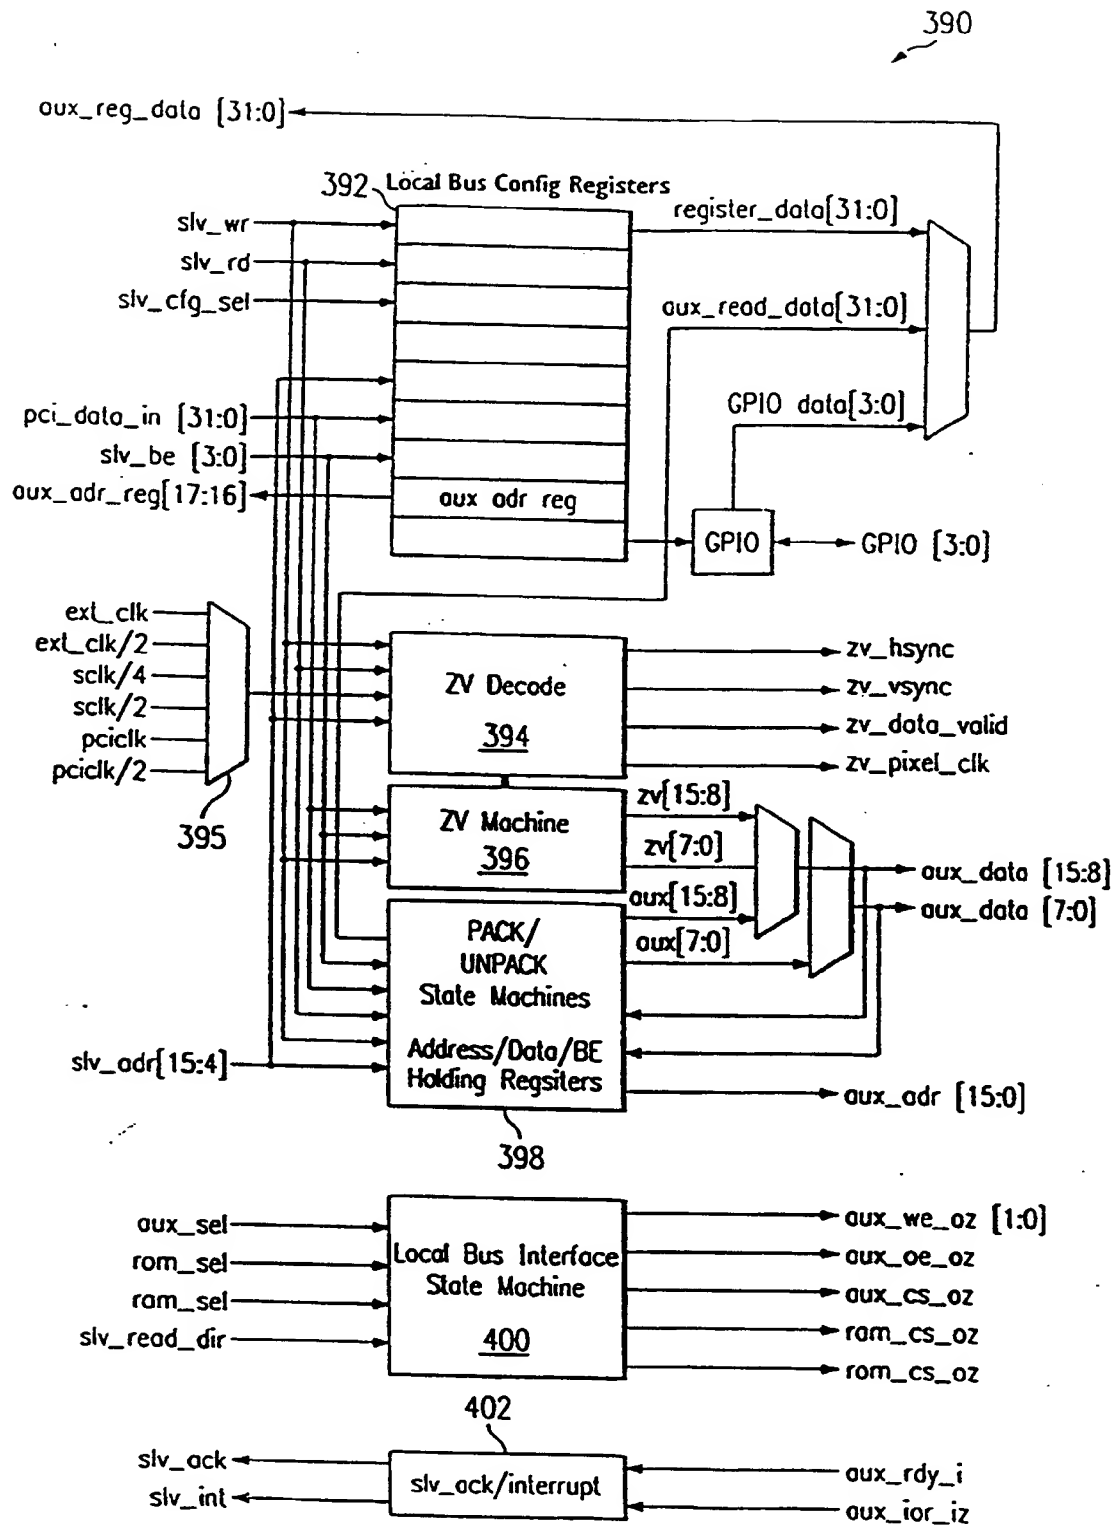 390
aux_reg_data [31:0]
392
Local Bus Config Registers
slv_wr
register_data[31:0]
slv_rd
slv_cfg_sel
aux_read_data[31:0]
GPIO data[3:0]
pci_data_in [31:0]
slv_be [3:0]
aux_adr_reg[17:16]
aux adr reg
GPIO
GPIO [3:0]
ext_clk
ext_clk/2
sclk/4
sclk/2
pciclk
pciclk/2
395
ZV Decode
394
zv_hsync
zv_vsync
zv_data_valid
zv_pixel_clk
ZV Machine
396
zv[15:8]
zv[7:0]
aux[15:8]
aux[7:0]
aux_data [15:8]
aux_data [7:0]
PACK/
UNPACK
State Machines
Address/Data/BE
Holding Regsiters
slv_adr[15:4]
aux_adr [15:0]
398
aux_sel
rom_sel
ram_sel
slv_read_dir
Local Bus Interface
State Machine
400
aux_we_oz [1:0]
aux_oe_oz
aux_cs_oz
ram_cs_oz
rom_cs_oz
402
slv_ack
slv_int
slv_ack/interrupt
aux_rdy_i
aux_ior_iz